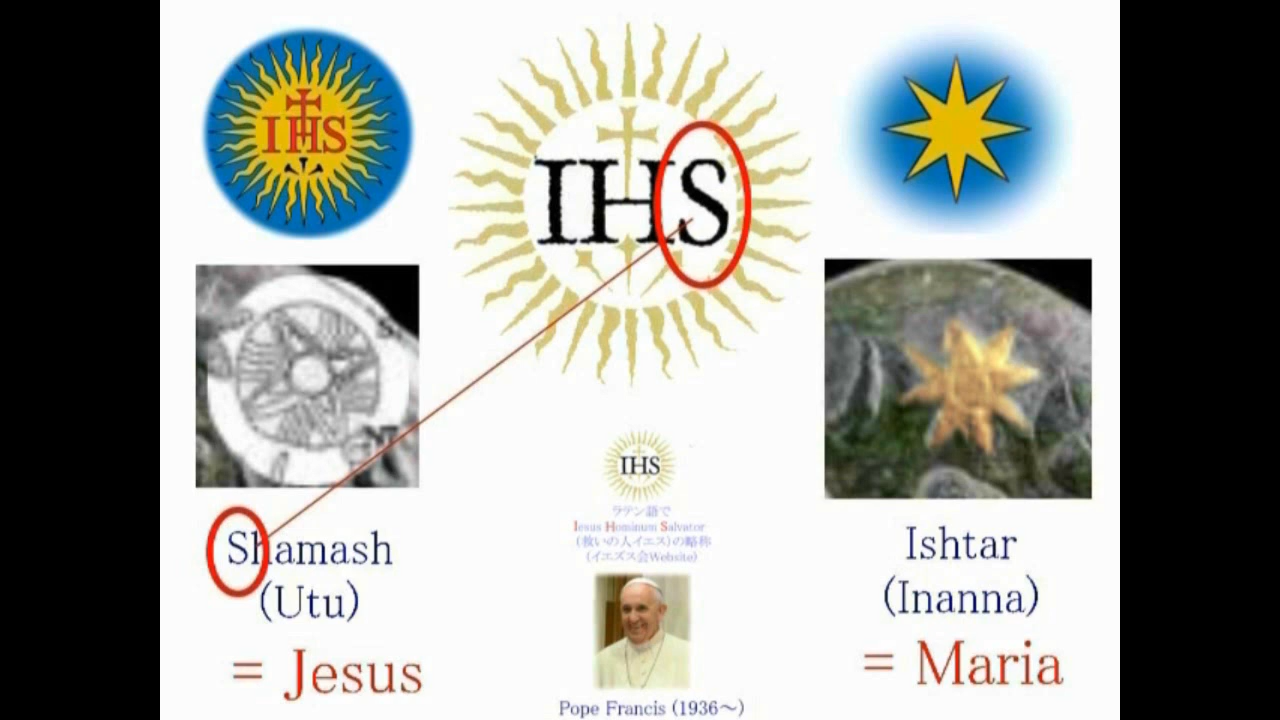 IHS
IHS
IHS
ラテン語で
Iesus Hominum Salvator
(救いの人イエス)の略称
(イエズス会Website)
Shamash
(Utu)
= Jesus
Ishtar
(Inanna)
= Maria
Pope Francis (1936～)